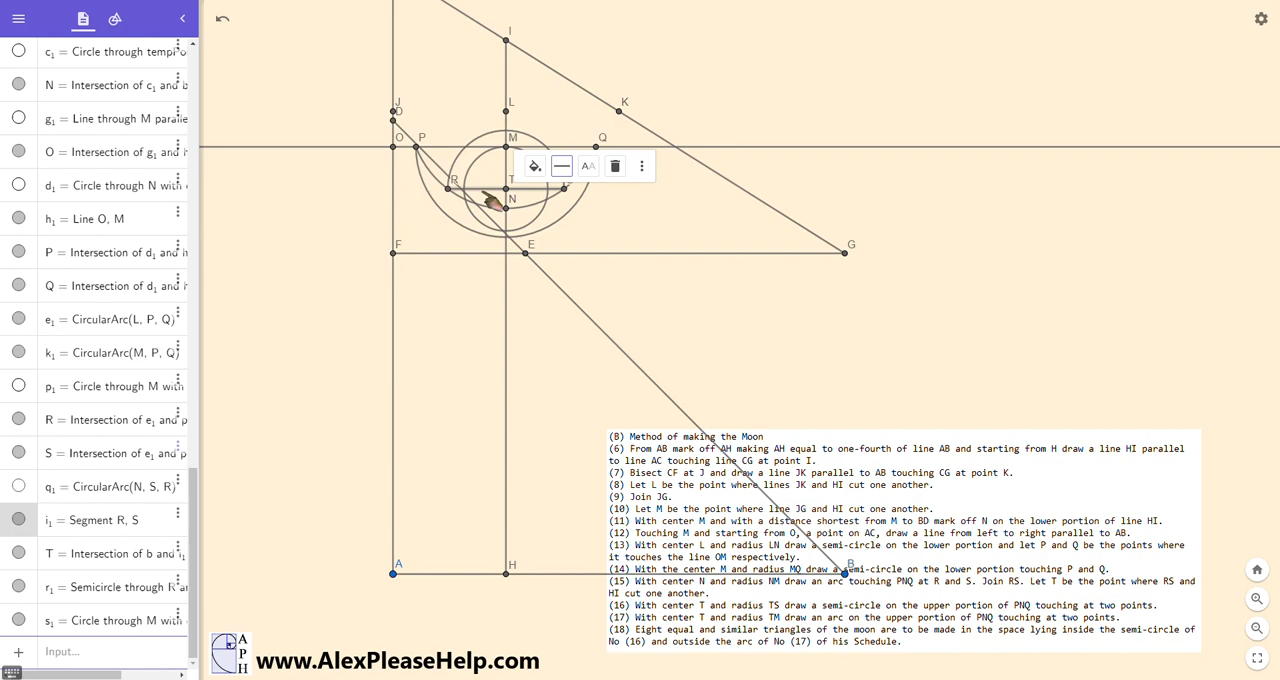 c₁ = Circle through
N = Intersection of c₁ and b
g₁ = Line through M paralle
O = Intersection of g₁ and h
d₁ = Circle through N with
h₁ = Line O, M
P = Intersection of d₁ and h
Q = Intersection of d₁ and h
e₁ = CircularArc(L, P, Q)
k₁ = CircularArc(M, P, Q)
p₁ = Circle through M with
R = Intersection of e₁ and p
S = Intersection of e₁ and p
q₁ = CircularArc(N, S, R)
i₁ = Segment R, S
T = Intersection of b and i₁
r₁ = Semicircle through R an
s₁ = Circle through M with
Input...
I
J
D
L
K
O
P
M
Q
AA
R
T
N
F
E
G
A
H
B
(B) Method of making the Moon
(6) From AB mark off AH making AH equal to one-fourth of line AB and starting from H draw a line HI parallel
to line AC touching line CG at point I.
(7) Bisect CF at J and draw a line JK parallel to AB touching CG at point K.
(8) Let L be the point where lines JK and HI cut one another.
(9) Join JG.
(10) Let M be the point where line JG and HI cut one another.
(11) With center M and with a distance shortest from M to BD mark off N on the lower portion of line HI.
(12) Touching M and starting from O, a point on AC, draw a line from left to right parallel to AB.
(13) With center L and radius LN draw a semi-circle on the lower portion and let P and Q be the points where
it touches the line OM respectively.
(14) With the center M and radius MQ draw a semi-circle on the lower portion touching P and Q.
(15) With center N and radius NM draw an arc touching PNQ at R and S. Join RS. Let T be the point where RS and
HI cut one another.
(16) With center T and radius TS draw a semi-circle on the upper portion of PNQ touching at two points.
(17) With center T and radius TM draw an arc on the upper portion of PNQ touching at two points.
(18) Eight equal and similar triangles of the moon are to be made in the space lying inside the semi-circle of
No (16) and outside the arc of No (17) of his Schedule.
A
P
H
www.AlexPleaseHelp.com